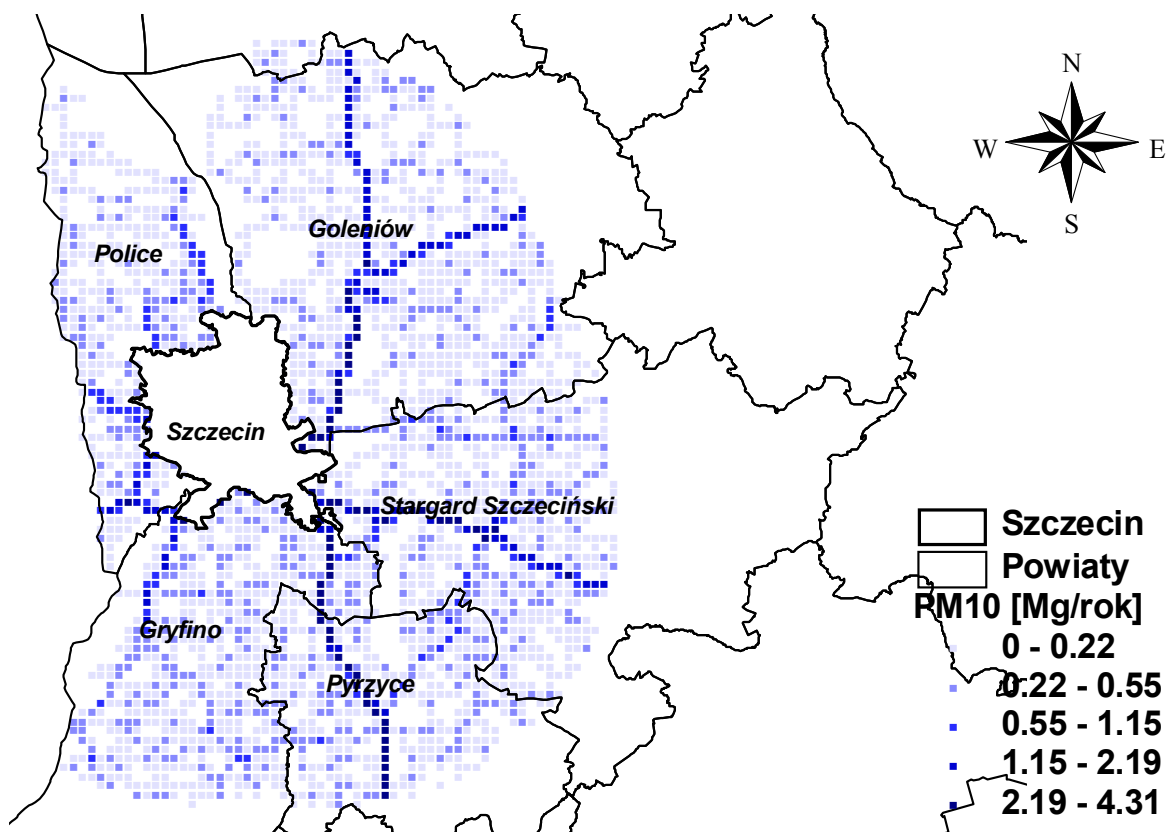 N
W E
S
Goleniów
Police
Szczecin
Stargard Szczeciński
Gryfino
Pyrzyce
Szczecin
Powiaty
PM10 [Mg/rok]
0 - 0.22
0.22 - 0.55
0.55 - 1.15
1.15 - 2.19
2.19 - 4.31